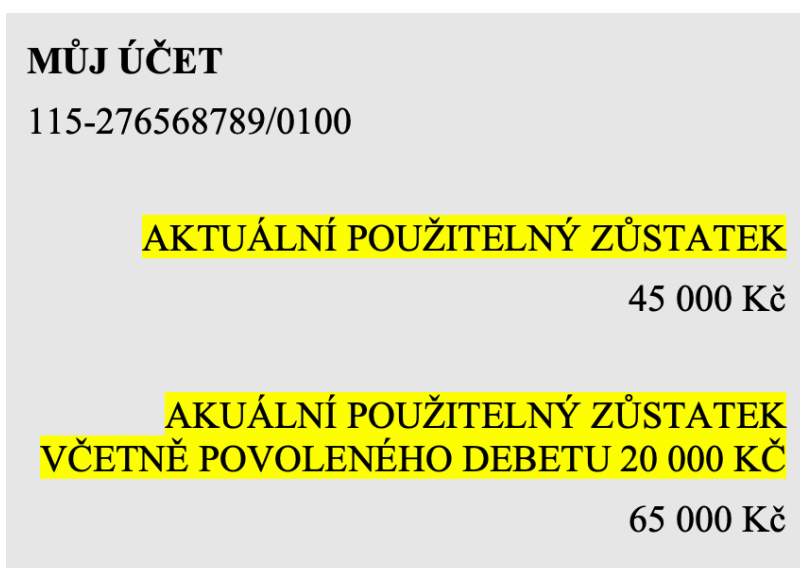 MŮJ ÚČET
115-276568789/0100
AKTUÁLNÍ POUŽITELNÝ ZŮSTATEK
45 000 Kč
AKUÁLNÍ POUŽITELNÝ ZŮSTATEK
VČETNĚ POVOLENÉHO DEBETU 20 000 KČ
65 000 Kč